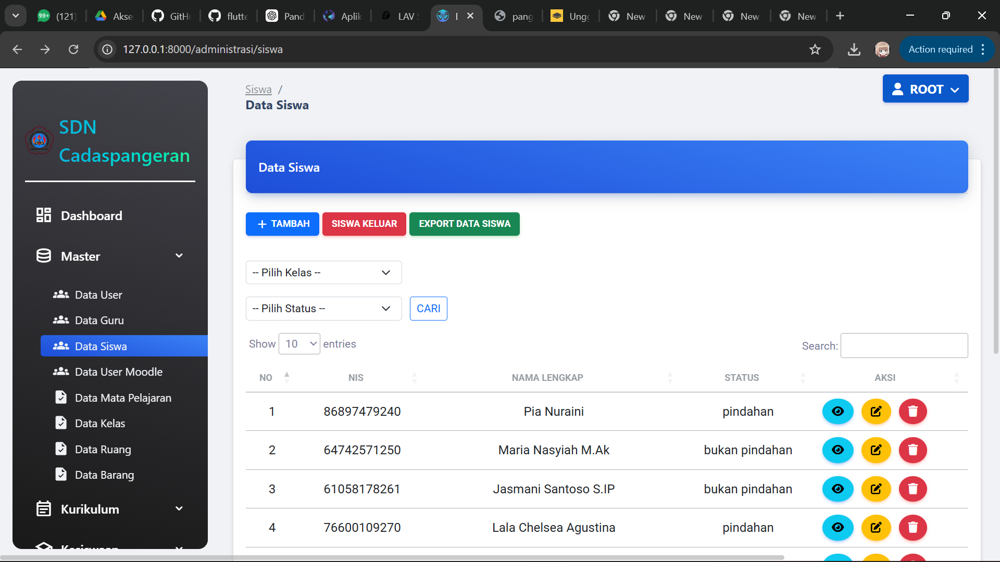 99+ (121) Akse GitHu flutte Pand Aplik LAV S pang Ungg New New New New
127.0.0.1:8000/administrasi/siswa Action required
Siswa /
Data Siswa
ROOT
SDN
Cadaspangeran
Data Siswa
Dashboard
TAMBAH SISWA KELUAR EXPORT DATA SISWA
Master
-- Pilih Kelas --
Data User
-- Pilih Status -- CARI
Data Guru
Show 10 entries Search:
Data Siswa
Data User Moodle
NO NIS NAMA LENGKAP STATUS AKSI
Data Mata Pelajaran
1 86897479240 Pia Nuraini pindahan
Data Kelas
Data Ruang
2 64742571250 Maria Nasyiah M.Ak bukan pindahan
Data Barang
3 61058178261 Jasmani Santoso S.IP bukan pindahan
Kurikulum
4 76600109270 Lala Chelsea Agustina pindahan
Kesiswaan